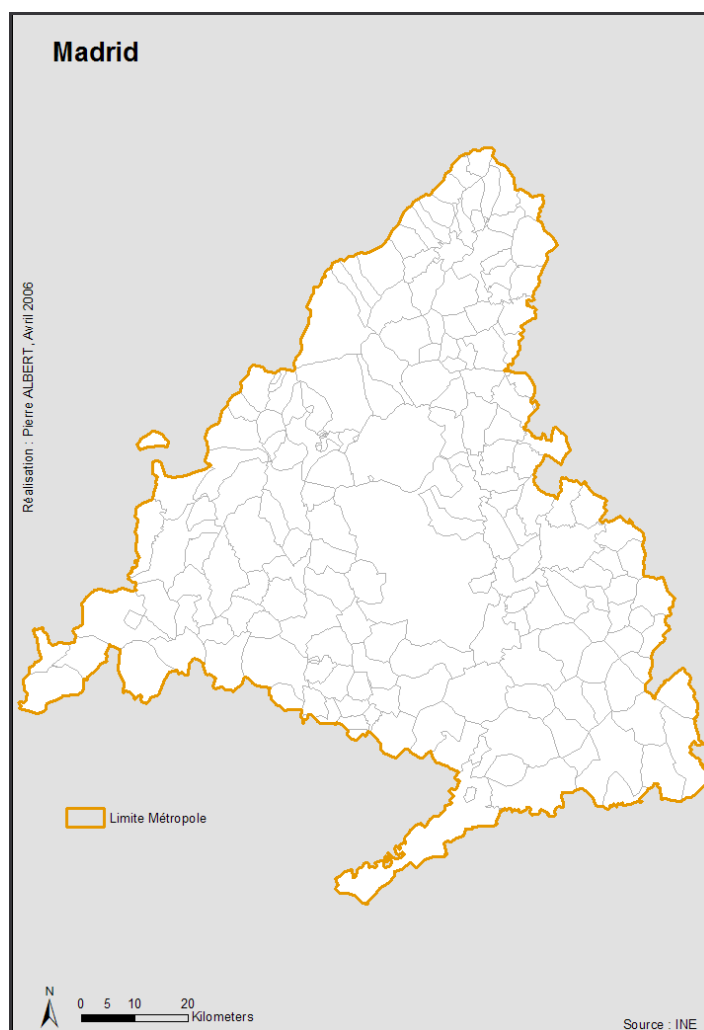 Madrid
Réalisation : Pierre ALBERT, Avril 2006
Limite Métropole
N
0 5 10 20
Kilometers
Source : INE